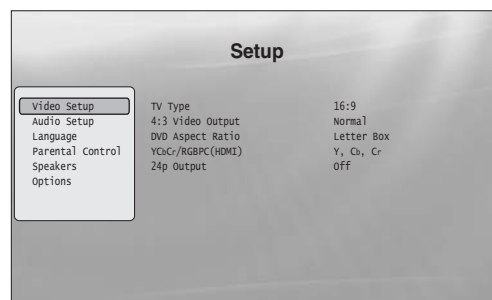 Setup
Video Setup
Audio Setup
Language
Parental Control
Speakers
Options
TV Type 16:9
4:3 Video Output Normal
DVD Aspect Ratio Letter Box
YCbCr/RGBPC(HDMI) Y, Cb, Cr
24p Output Off